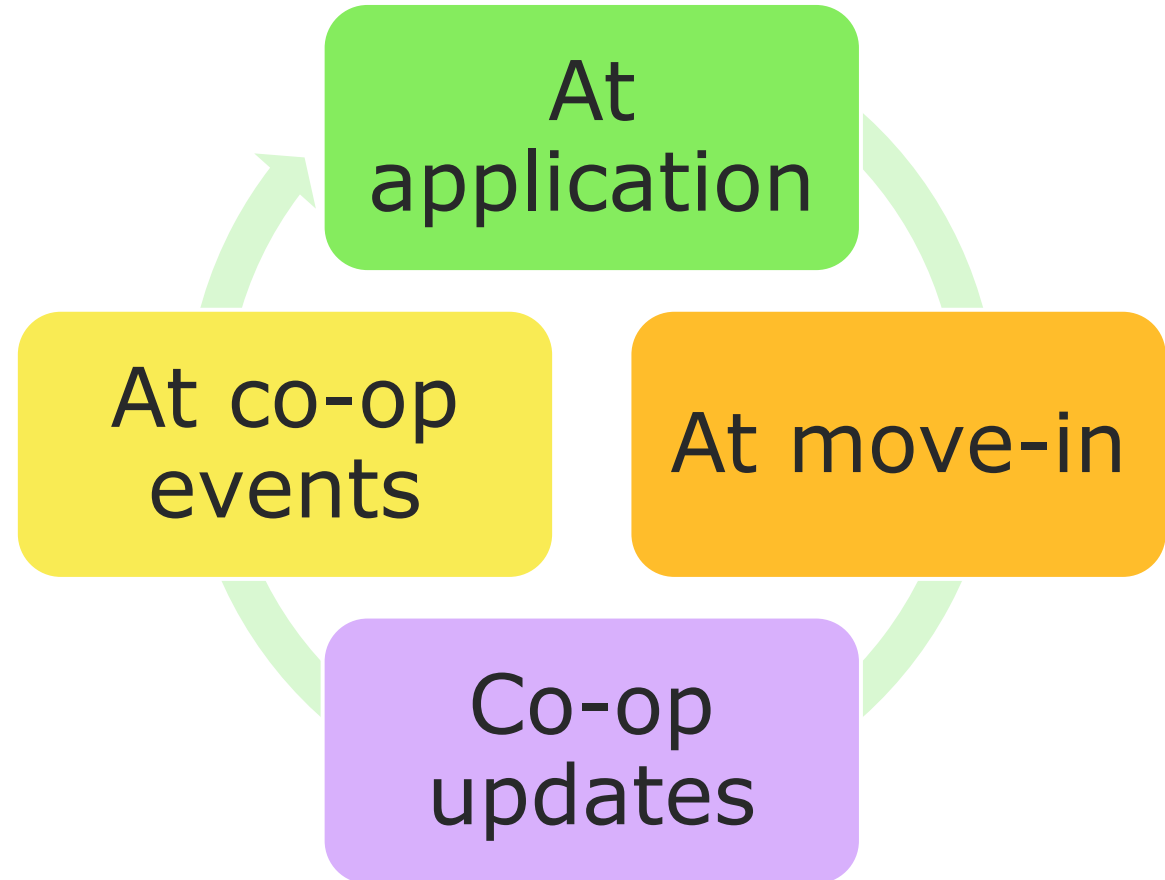 At
application
At move-in
Co-op
updates
At co-op
events